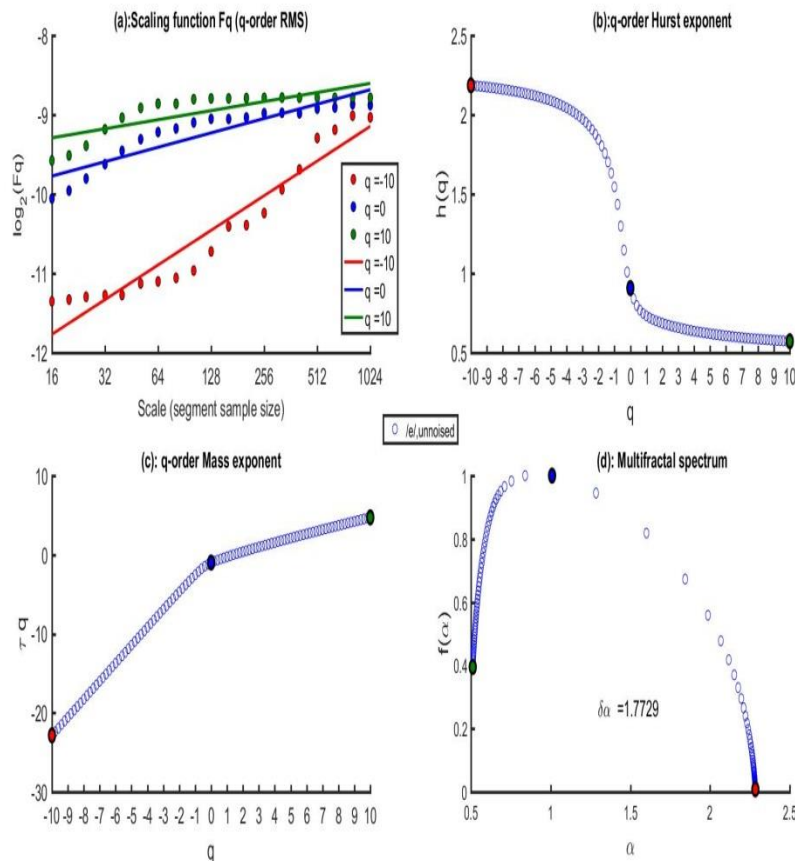 (a):Scaling function Fq (q-order RMS)
-8
-9
-10
-11
-12
log2(Fq)
16 32 64 128 256 512 1024
Scale (segment sample size)
q =-10
q =0
q =10
q =-10
q =0
q =10
(b):q-order Hurst exponent
2.5
2
1.5
1
0.5
h(q)
-10 -9 -8 -7 -6 -5 -4 -3 -2 -1 0 1 2 3 4 5 6 7 8 9 10
q
/e/,unnoised
(c): q-order Mass exponent
10
0
-10
-20
-30
τ q
-10 -9 -8 -7 -6 -5 -4 -3 -2 -1 0 1 2 3 4 5 6 7 8 9 10
q
(d): Multifractal spectrum
1
0.8
0.6
0.4
0.2
0
f(α)
δα =1.7729
0.5 1 1.5 2 2.5
α